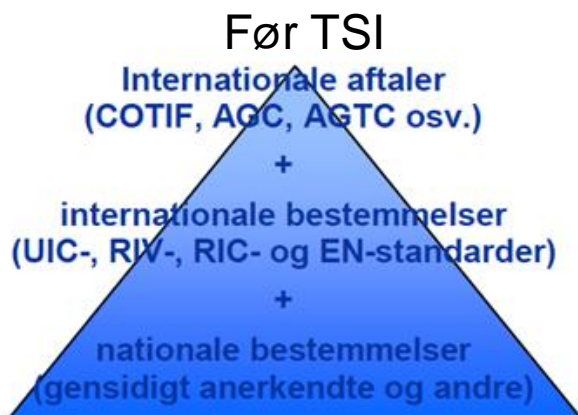 Før TSI
Internationale aftaler
(COTIF, AGC, AGTC osv.)
+
internationale bestemmelser
(UIC-, RIV-, RIC- og EN-standarder)
+
nationale bestemmelser
(gensidigt anerkendte og andre)